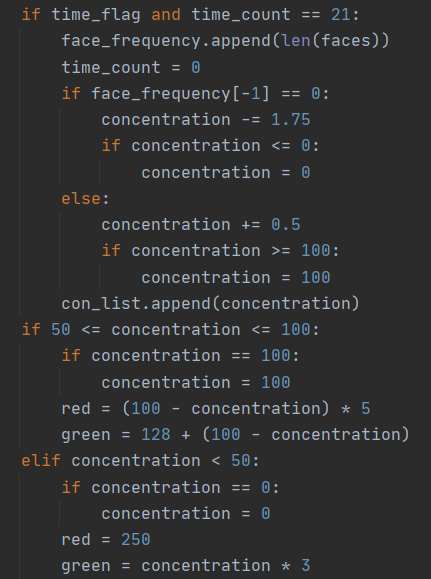 if time_flag and time_count == 21:
    face_frequency.append(len(faces))
    time_count = 0
    if face_frequency[-1] == 0:
        concentration -= 1.75
        if concentration <= 0:
            concentration = 0
    else:
        concentration += 0.5
        if concentration >= 100:
            concentration = 100
    con_list.append(concentration)
if 50 <= concentration <= 100:
    if concentration == 100:
        concentration = 100
    red = (100 - concentration) * 5
    green = 128 + (100 - concentration)
elif concentration < 50:
    if concentration == 0:
        concentration = 0
    red = 250
    green = concentration * 3